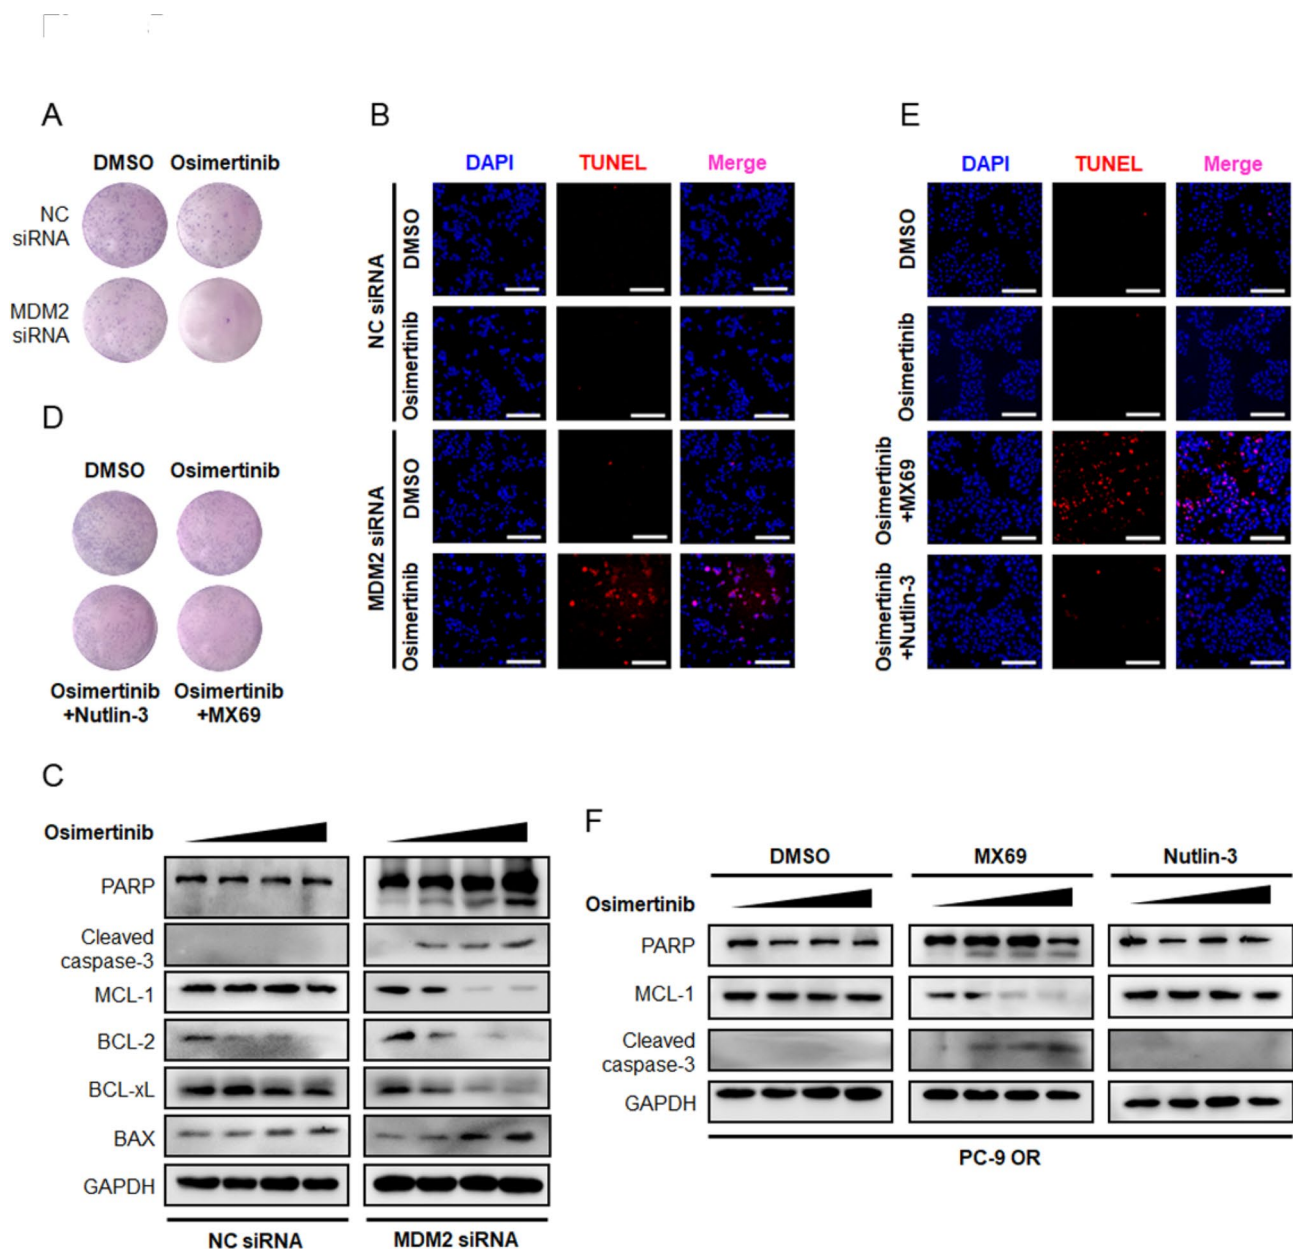 A
DMSO Osimertinib
NC
siRNA
MDM2
siRNA
B
DAPI TUNEL Merge
NC siRNA
DMSO
Osimertinib
MDM2 siRNA
DMSO
Osimertinib
E
DAPI TUNEL Merge
DMSO
Osimertinib
Osimertinib
+MX69
Osimertinib
+Nutlin-3
D
DMSO Osimertinib
Osimertinib Osimertinib
+Nutlin-3 +MX69
C
Osimertinib
PARP
Cleaved
caspase-3
MCL-1
BCL-2
BCL-xL
BAX
GAPDH
NC siRNA MDM2 siRNA
F
DMSO MX69 Nutlin-3
Osimertinib
PARP
MCL-1
Cleaved
caspase-3
GAPDH
PC-9 OR